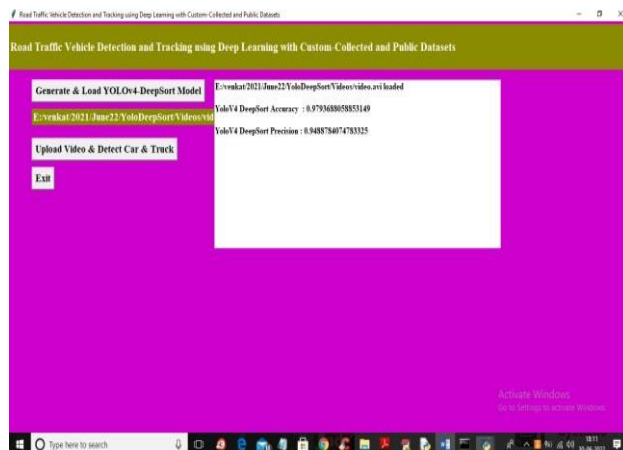 Road Traffic Vehicle Detection and Tracking using Deep Learning with Custom-Collected and Public Datasets
Road Traffic Vehicle Detection and Tracking using Deep Learning with Custom-Collected and Public Datasets
Generate & Load YOLOv4-DeepSort Model
E:/venkat/2021/June22/YoloDeepSort/Videos/vid
Upload Video & Detect Car & Truck
Exit
E:/venkat/2021/June22/YoloDeepSort/Videos/video.avi loaded
YoloV4 DeepSort Accuracy : 0.9793688058853149
YoloV4 DeepSort Precision : 0.9488784074783325
Activate Windows
Go to Settings to activate Windows.
Type here to search
18:11